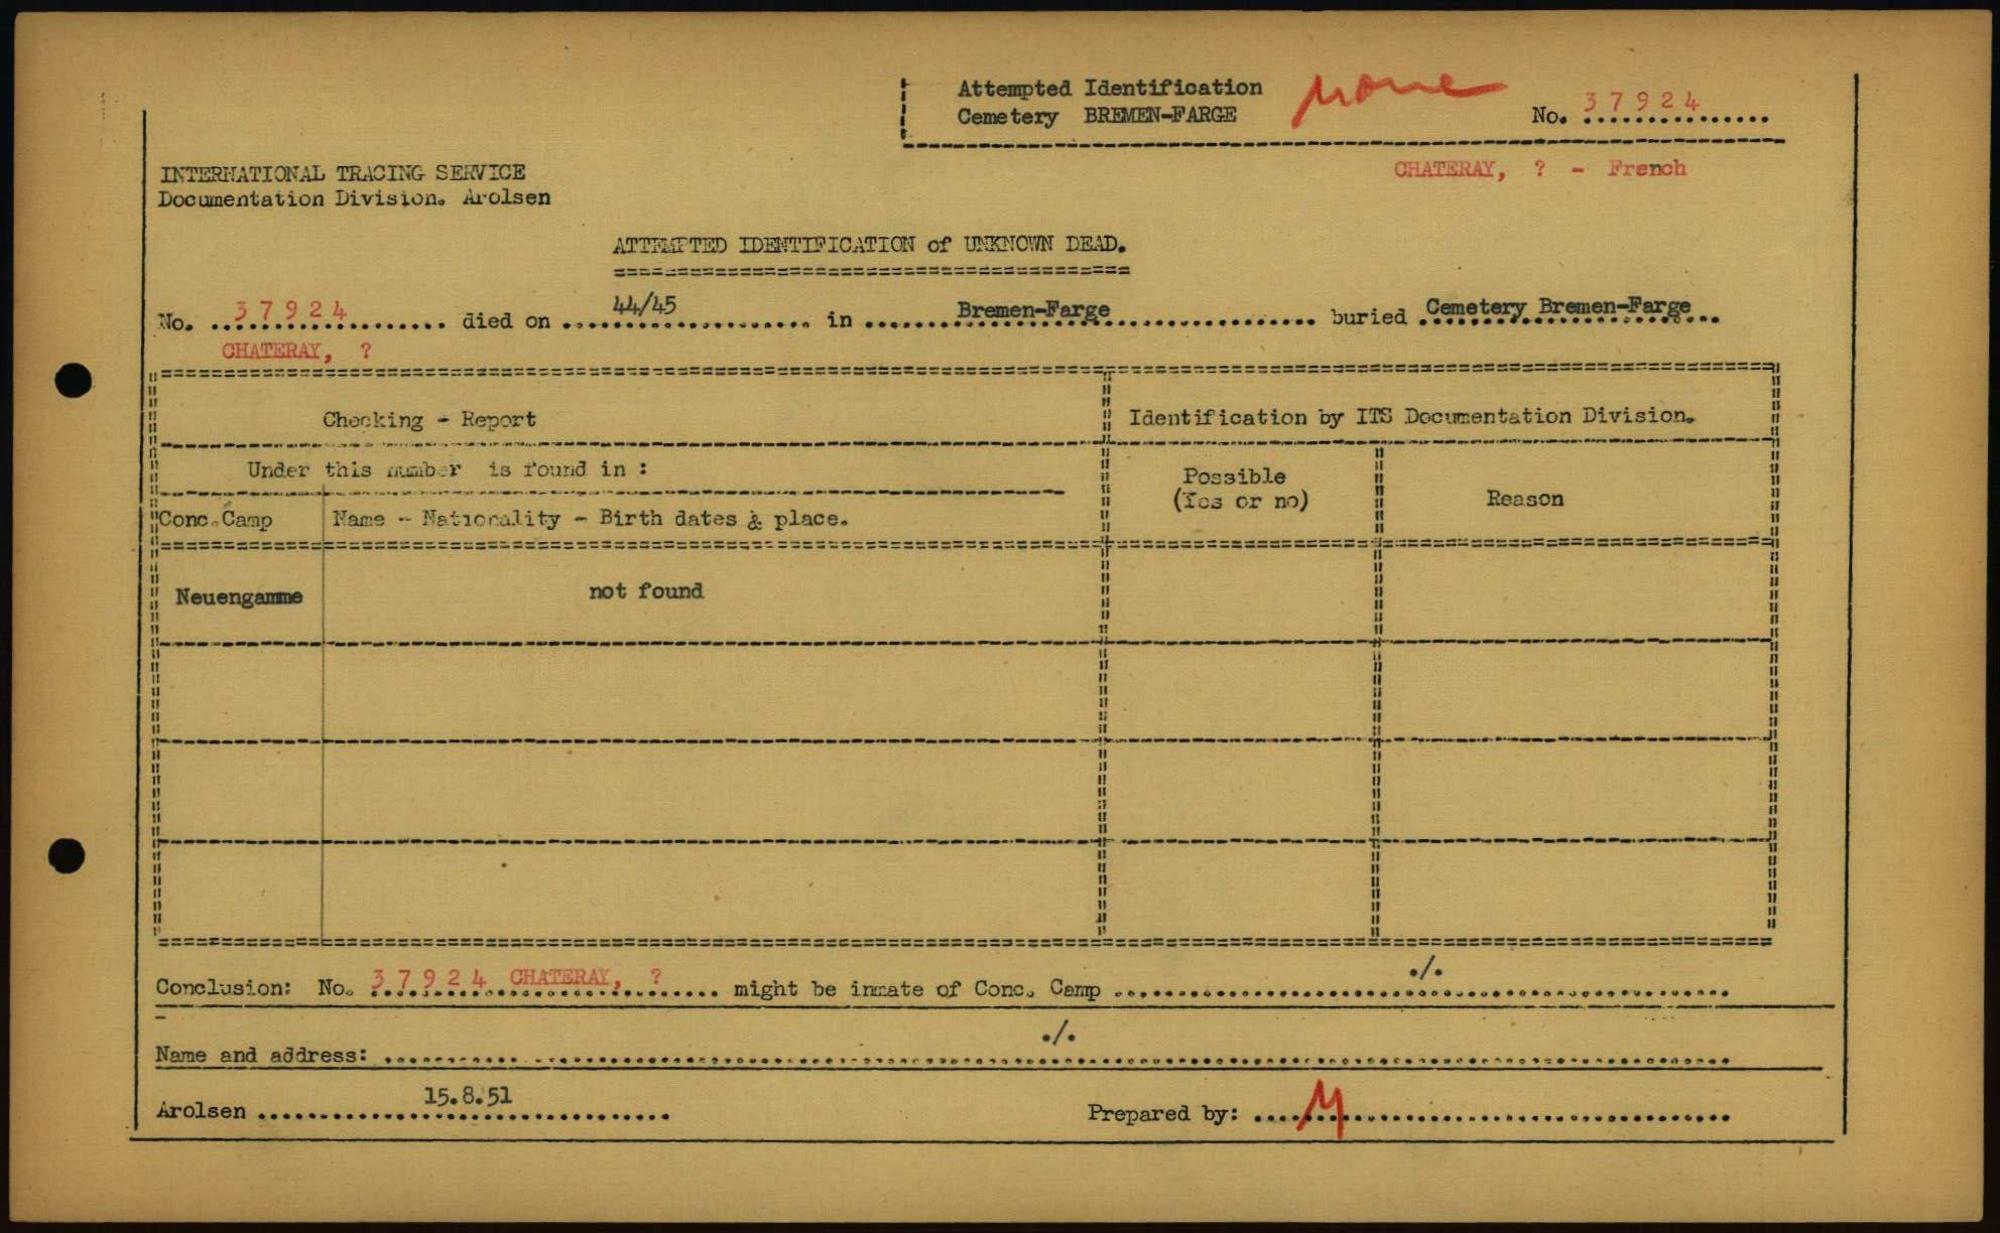 Attempted Identification none
Cemetery BREMEN-FARGE No. 37924
CHATERAY, ? - French
INTERNATIONAL TRACING SERVICE
Documentation Division. Arolsen
ATTEMPTED IDENTIFICATION of UNKNOWN DEAD.
No. 37924 died on 44/45 in Bremen-Farge buried Cemetery Bremen-Farge
CHATERAY, ?
Checking - Report
Identification by ITS Documentation Division.
Under this number is found in :
Possible
(Yes or no)
Reason
Conc.Camp
Name - Nationality - Birth dates & place.
Neuengamme
not found
Conclusion: No. 37924 CHATERAY, ? might be inmate of Conc. Camp ./.
Name and address: ./.
Arolsen 15.8.51
Prepared by: M